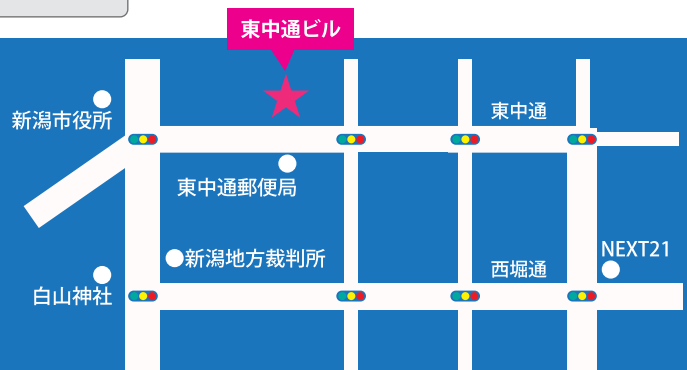 東中通ビル
東中通
新潟市役所
東中通郵便局
新潟地方裁判所
NEXT21
西堀通
白山神社